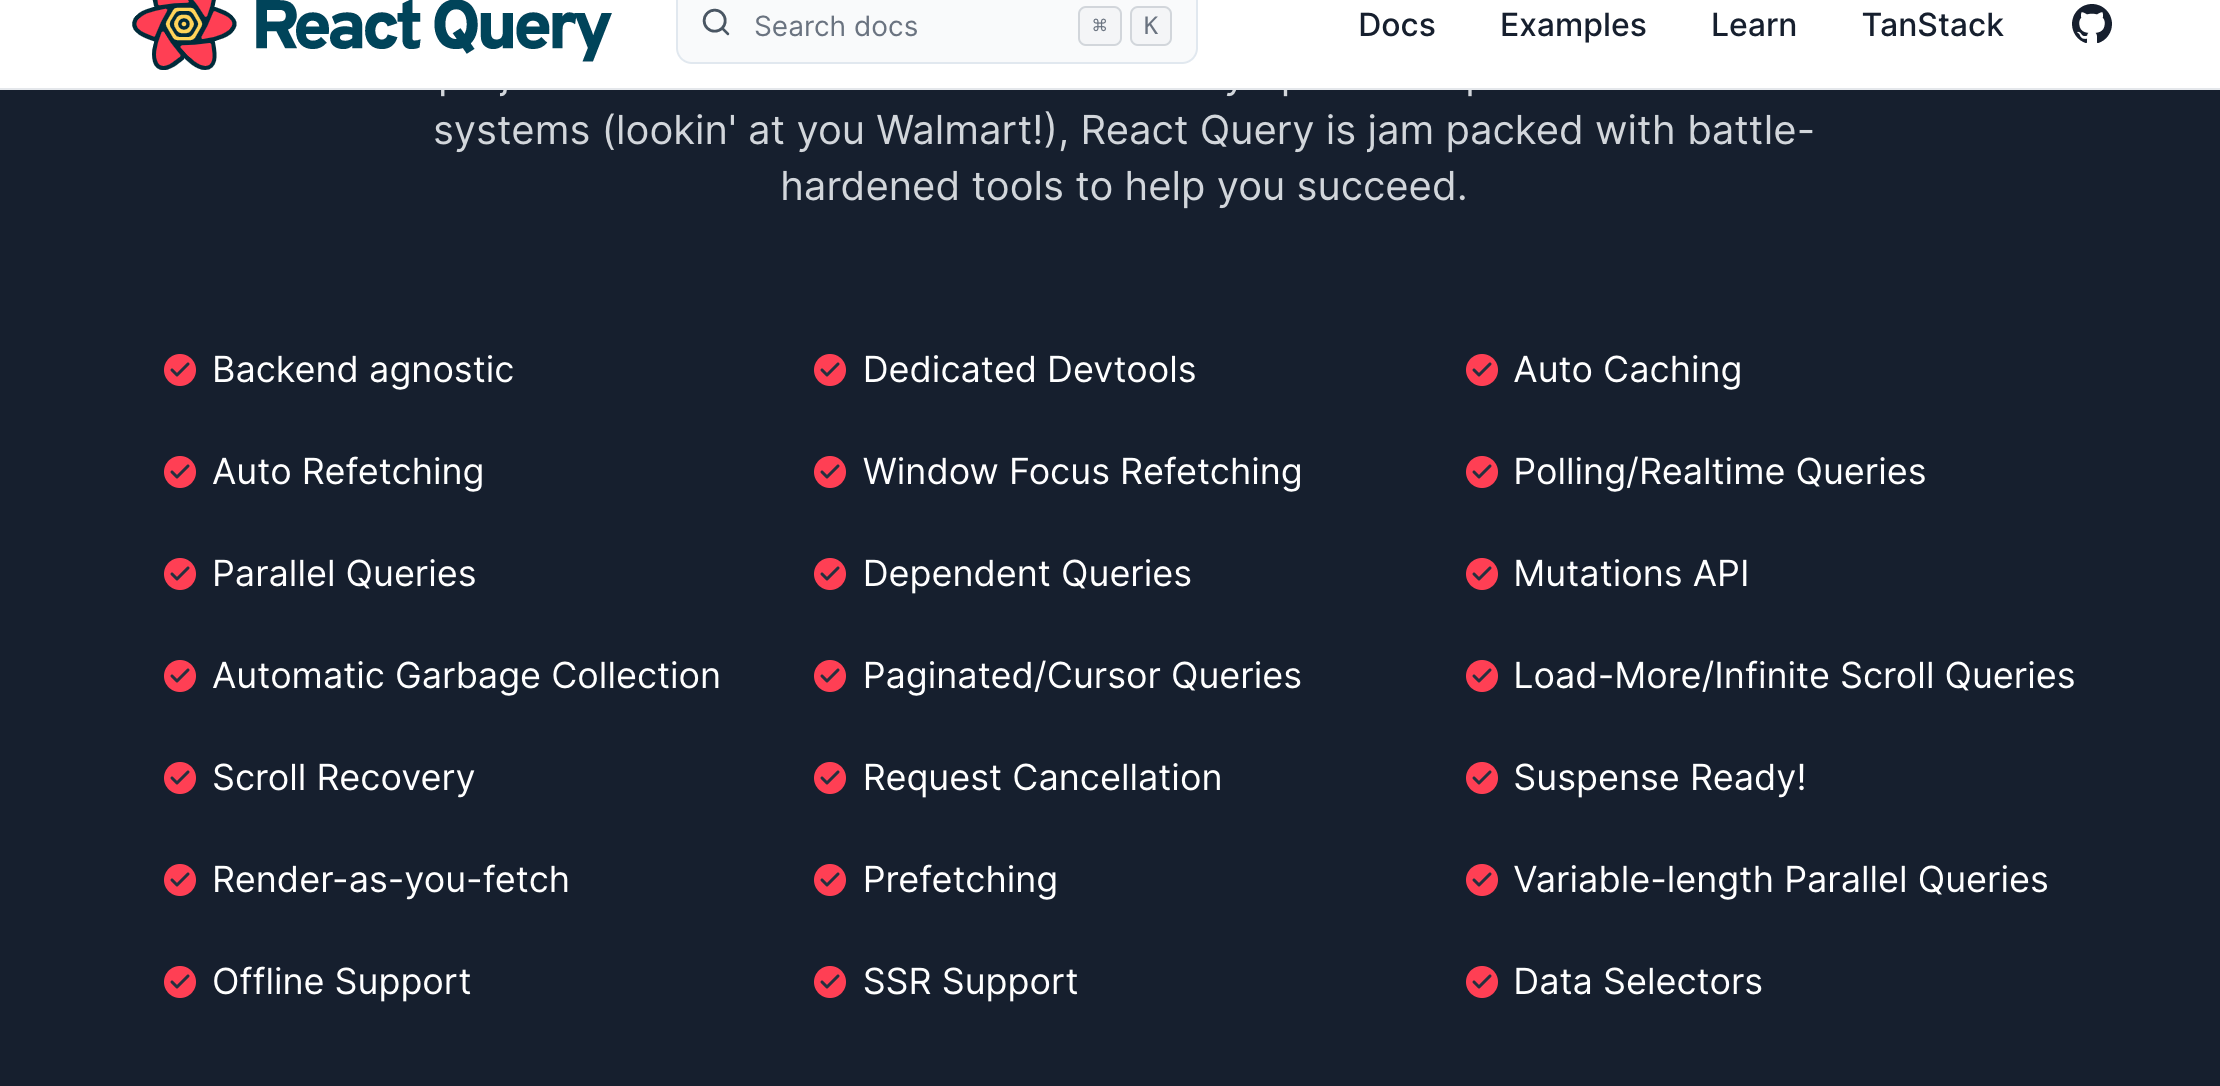 React Query
Search docs
⌘ K
Docs
Examples
Learn
TanStack
systems (lookin' at you Walmart!), React Query is jam packed with battle-
hardened tools to help you succeed.
Backend agnostic
Dedicated Devtools
Auto Caching
Auto Refetching
Window Focus Refetching
Polling/Realtime Queries
Parallel Queries
Dependent Queries
Mutations API
Automatic Garbage Collection
Paginated/Cursor Queries
Load-More/Infinite Scroll Queries
Scroll Recovery
Request Cancellation
Suspense Ready!
Render-as-you-fetch
Prefetching
Variable-length Parallel Queries
Offline Support
SSR Support
Data Selectors